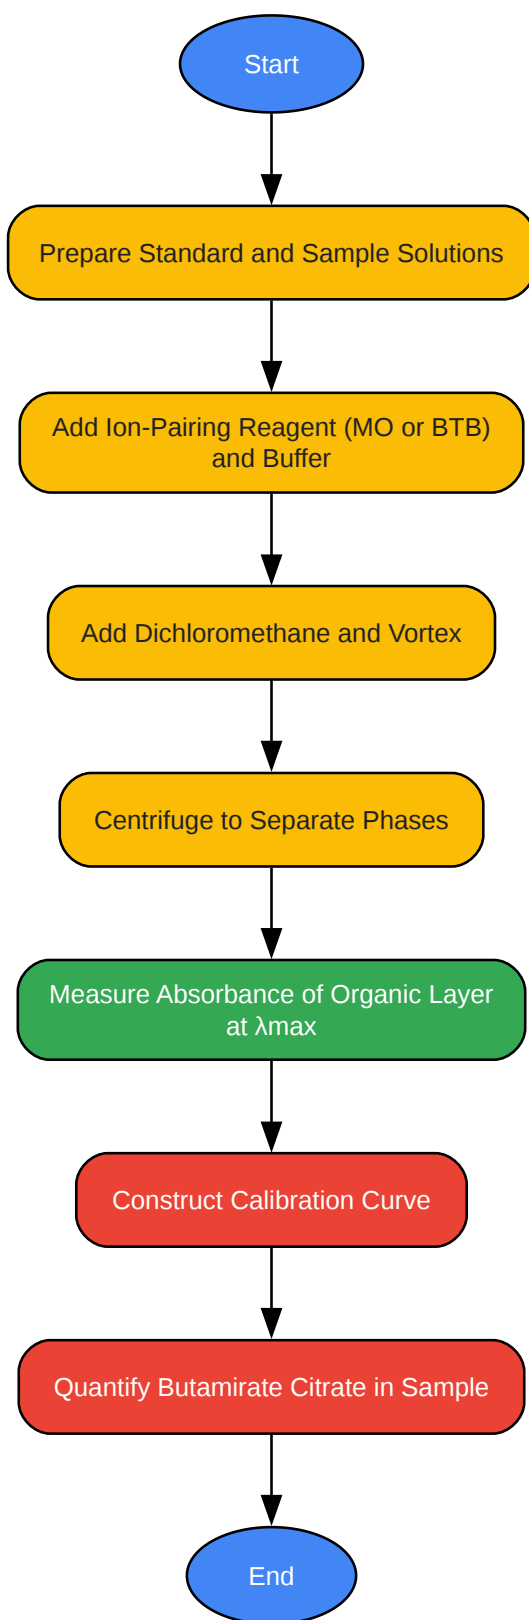 Start
Prepare Standard and Sample Solutions
Add Ion-Pairing Reagent (MO or BTB)
and Buffer
Add Dichloromethane and Vortex
Centrifuge to Separate Phases
Measure Absorbance of Organic Layer
at λmax
Construct Calibration Curve
Quantify Butamirate Citrate in Sample
End